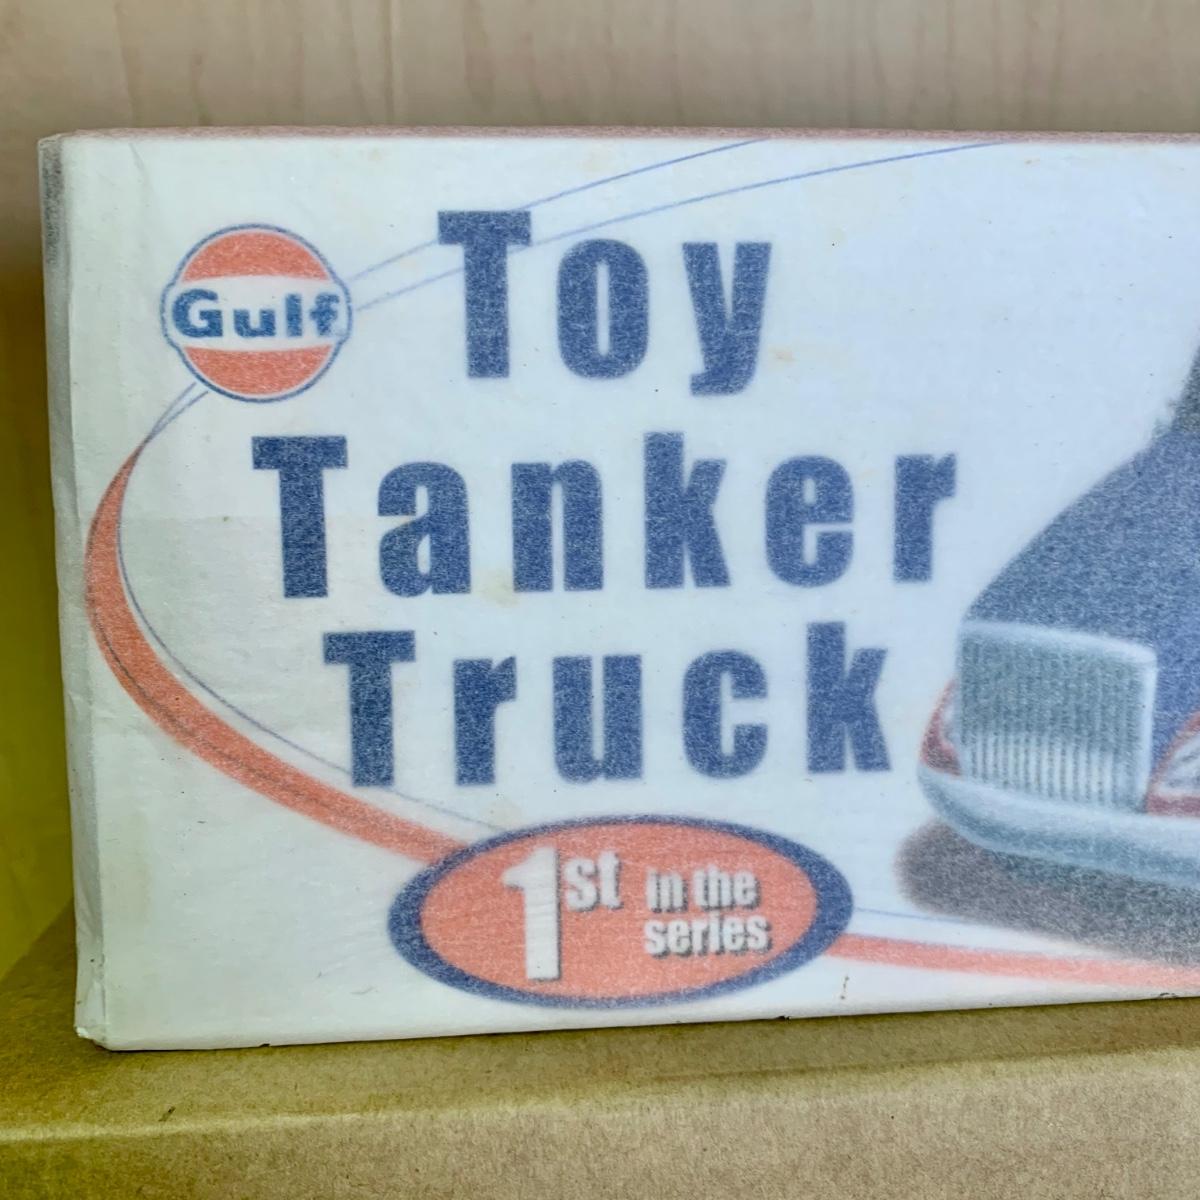 Gulf
Toy
Tanker
Truck
1st in the
series